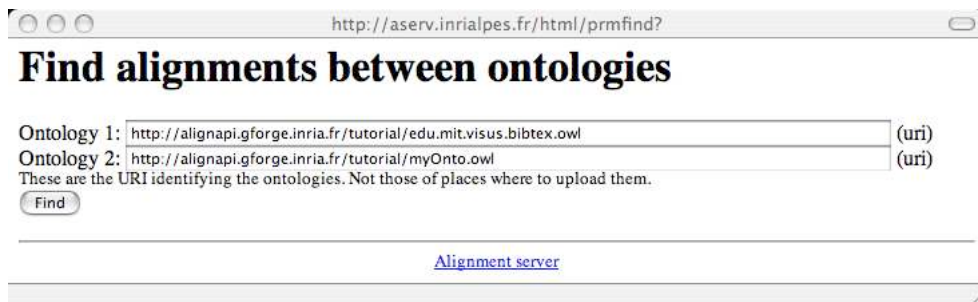 http://aserv.inrialpes.fr/html/prmfind?
Find alignments between ontologies
Ontology 1: http://alignapi.gforge.inria.fr/tutorial/edu.mit.visus.bibtex.owl (uri)
Ontology 2: http://alignapi.gforge.inria.fr/tutorial/myOnto.owl (uri)
These are the URI identifying the ontologies. Not those of places where to upload them.
Find
Alignment server